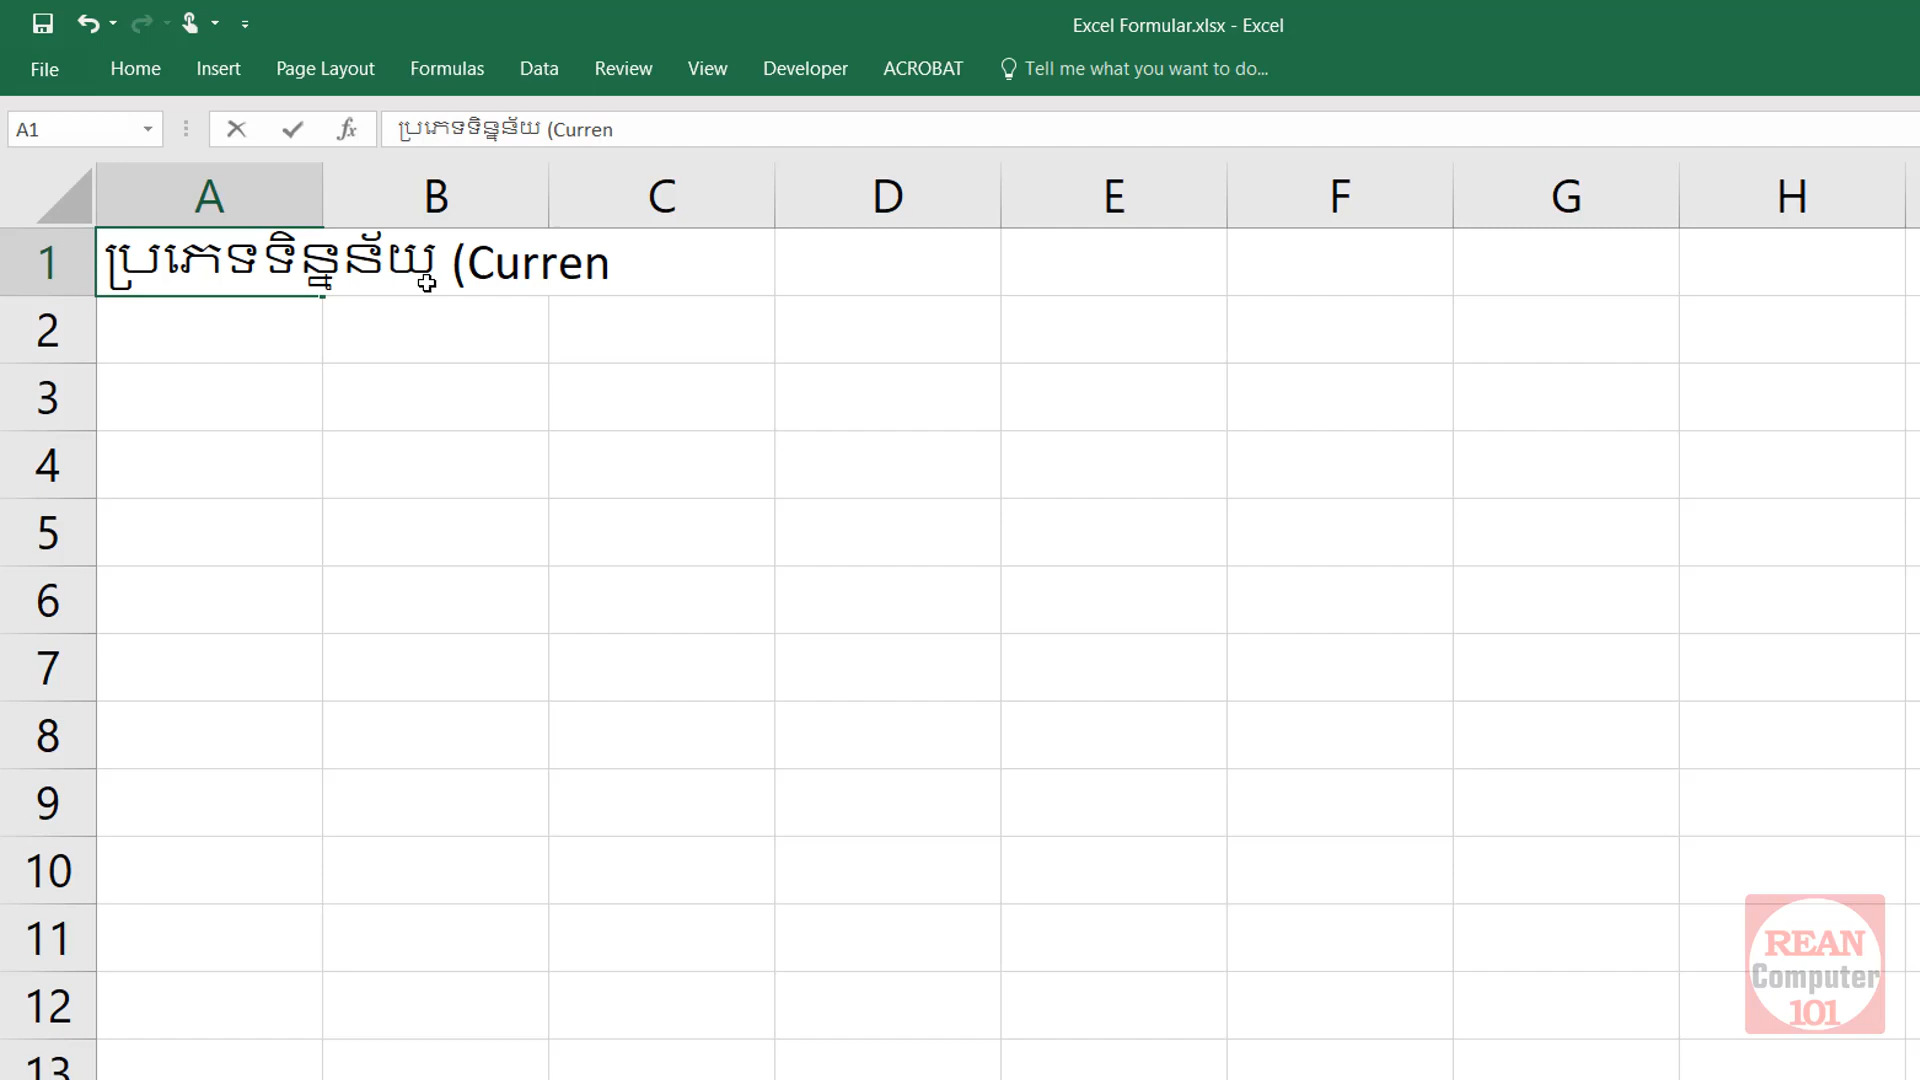 Excel Formular.xlsx - Excel
File Home Insert Page Layout Formulas Data Review View Developer ACROBAT Tell me what you want to do...
A1 fx ប្រភេទទិន្នន័យ (Curren
A B C D E F G H
1 ប្រភេទទិន្នន័យ (Curren
2
3
4
5
6
7
8
9
10
11
12
13
REAN
Computer
101